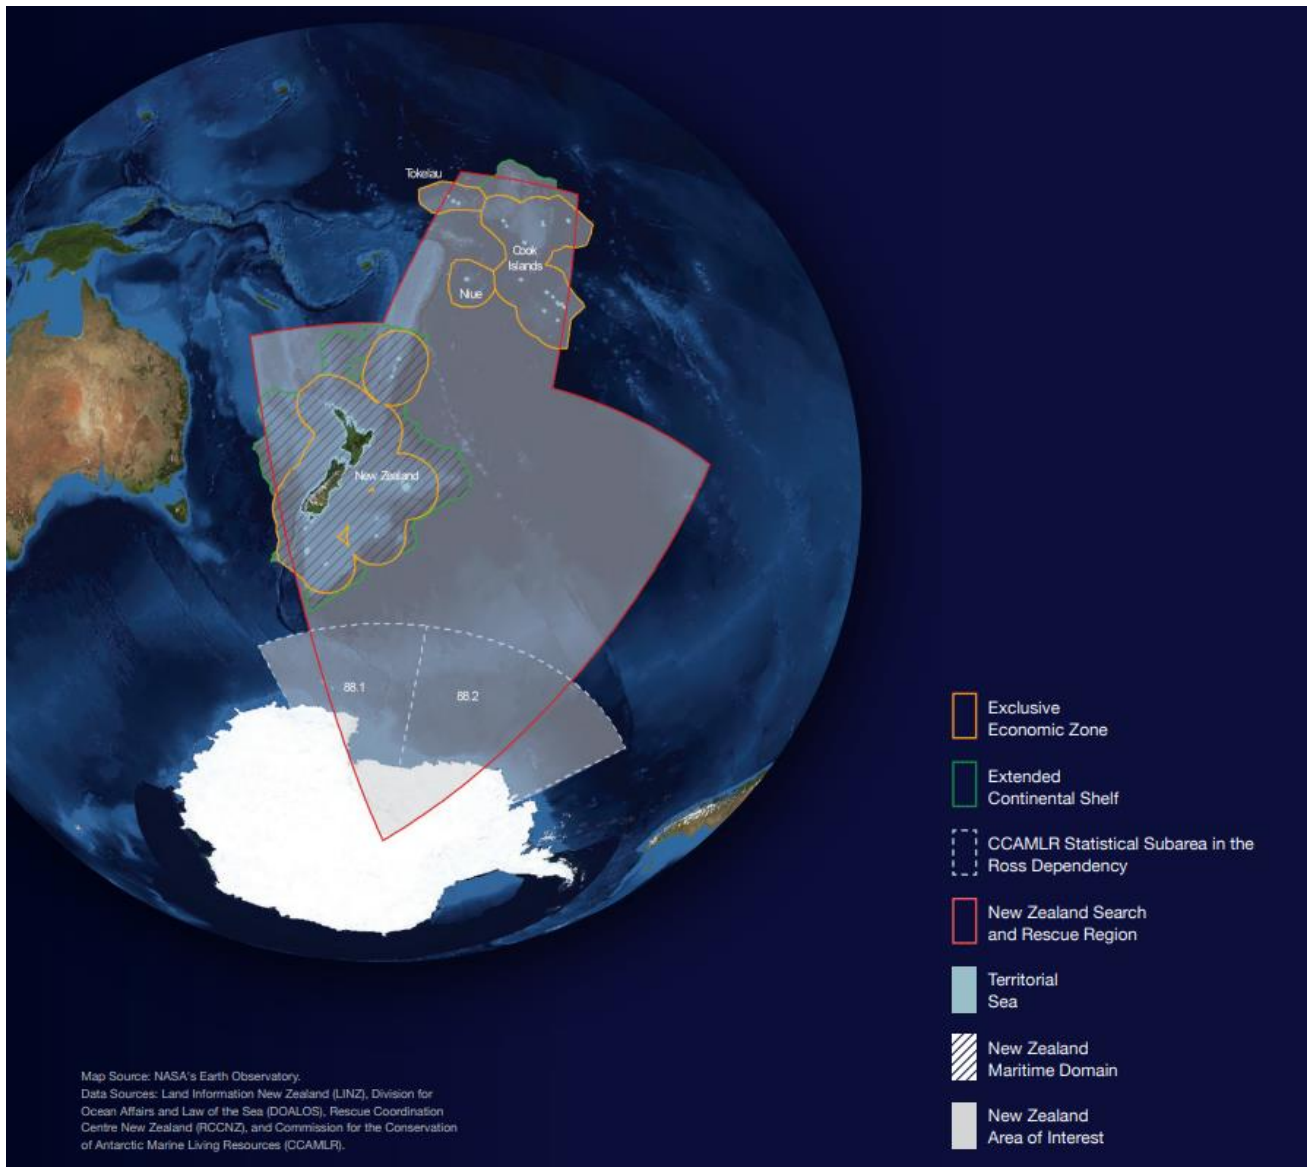 Tokelau
Cook
Islands
Niue
New Zealand
88.1
88.2
Exclusive
Economic Zone
Extended
Continental Shelf
CCAMLR Statistical Subarea in the
Ross Dependency
New Zealand Search
and Rescue Region
Territorial
Sea
New Zealand
Maritime Domain
New Zealand
Area of Interest
Map Source: NASA's Earth Observatory.
Data Sources: Land Information New Zealand (LINZ), Division for
Ocean Affairs and Law of the Sea (DOALOS), Rescue Coordination
Centre New Zealand (RCCNZ), and Commission for the Conservation
of Antarctic Marine Living Resources (CCAMLR).